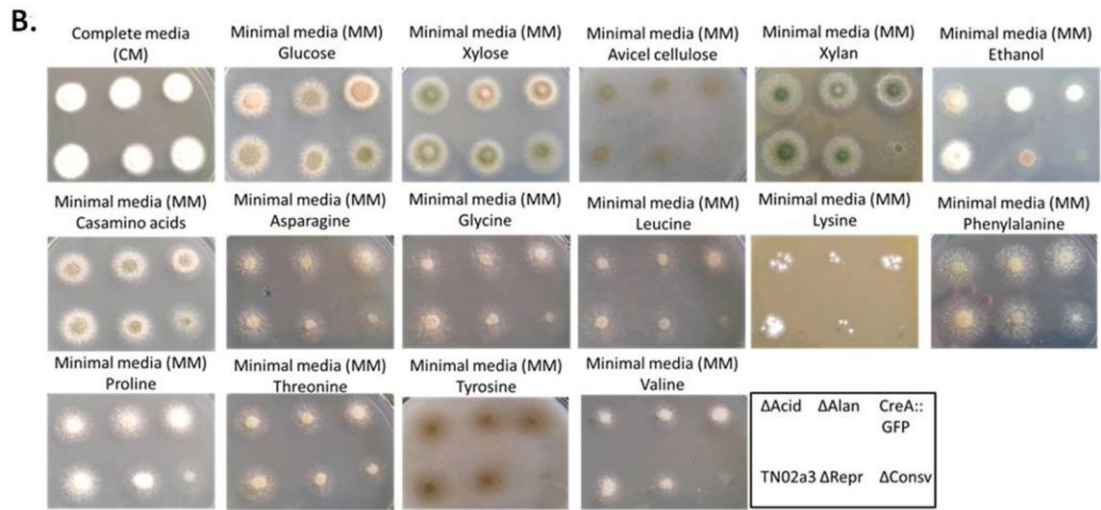 B.
Complete media
(CM)
Minimal media (MM)
Glucose
Minimal media (MM)
Xylose
Minimal media (MM)
Avicel cellulose
Minimal media (MM)
Xylan
Minimal media (MM)
Ethanol
Minimal media (MM)
Casamino acids
Minimal media (MM)
Asparagine
Minimal media (MM)
Glycine
Minimal media (MM)
Leucine
Minimal media (MM)
Lysine
Minimal media (MM)
Phenylalanine
Minimal media (MM)
Proline
Minimal media (MM)
Threonine
Minimal media (MM)
Tyrosine
Minimal media (MM)
Valine
ΔAcid ΔAlan CreA::
GFP
TN02a3 ΔRepr ΔConsv